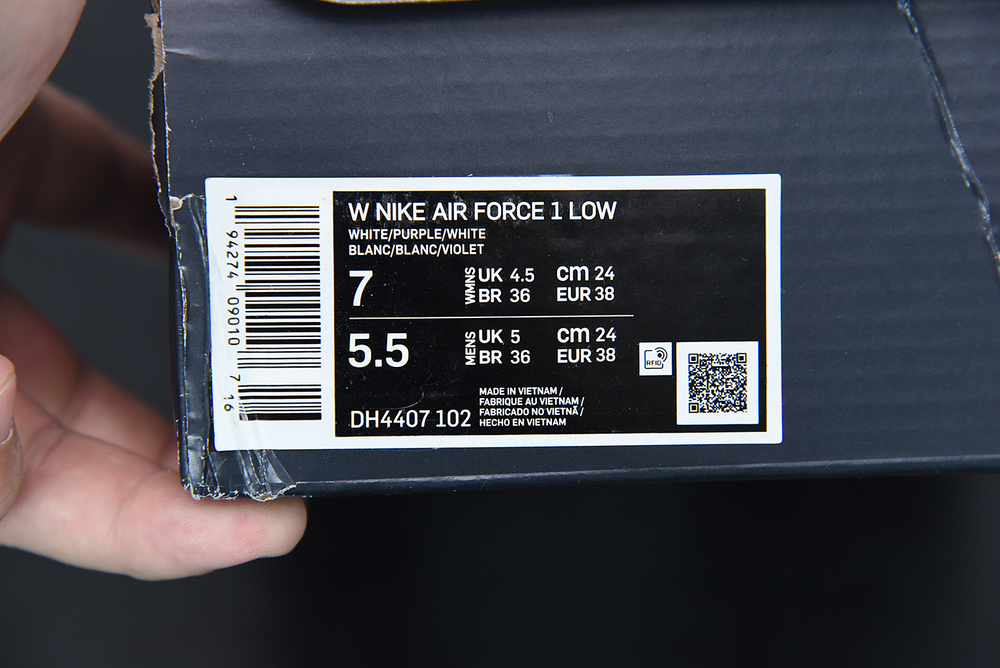 W NIKE AIR FORCE 1 LOW
WHITE/PURPLE/WHITE
BLANC/BLANC/VIOLET
7
WMNS
UK 4.5 cm 24
BR 36 EUR 38
5.5
MENS
UK 5 cm 24
BR 36 EUR 38
RFID
DH4407 102
MADE IN VIETNAM /
FABRIQUE AU VIETNAM /
FABRICADO NO VIETNÃ /
HECHO EN VIETNAM
1 94274 09010 7 16